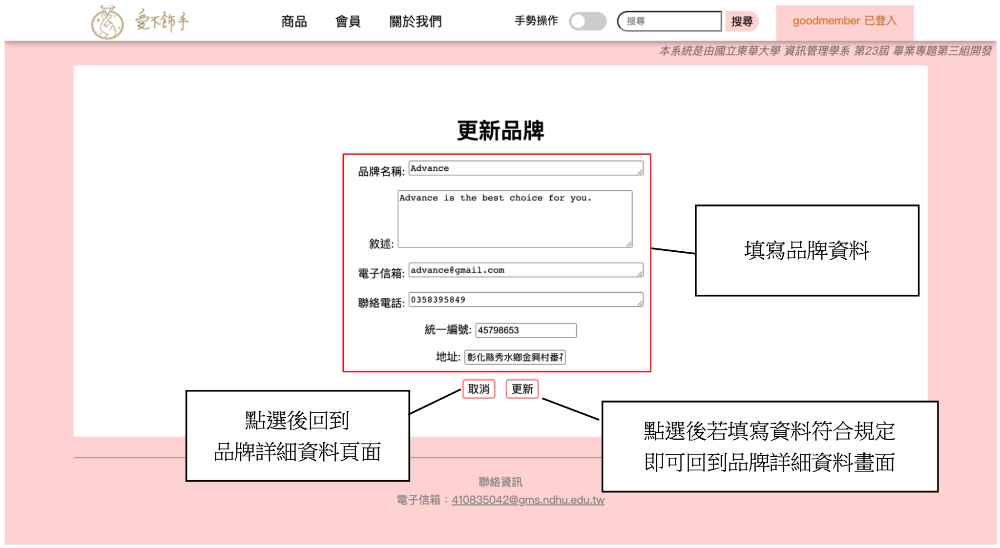 愛不飾手
商品
會員
關於我們
手勢操作
搜尋
搜尋
goodmember 已登入
本系統是由國立東華大學 資訊管理學系 第23屆 畢業專題第三組開發
更新品牌
品牌名稱: Advance
敘述: Advance is the best choice for you.
電子信箱: advance@gmail.com
聯絡電話: 0358395849
統一編號: 45798653
地址: 彰化縣秀水鄉金興村番
取消
更新
填寫品牌資料
點選後回到
品牌詳細資料頁面
點選後若填寫資料符合規定
即可回到品牌詳細資料畫面
聯絡資訊
電子信箱：410835042@gms.ndhu.edu.tw